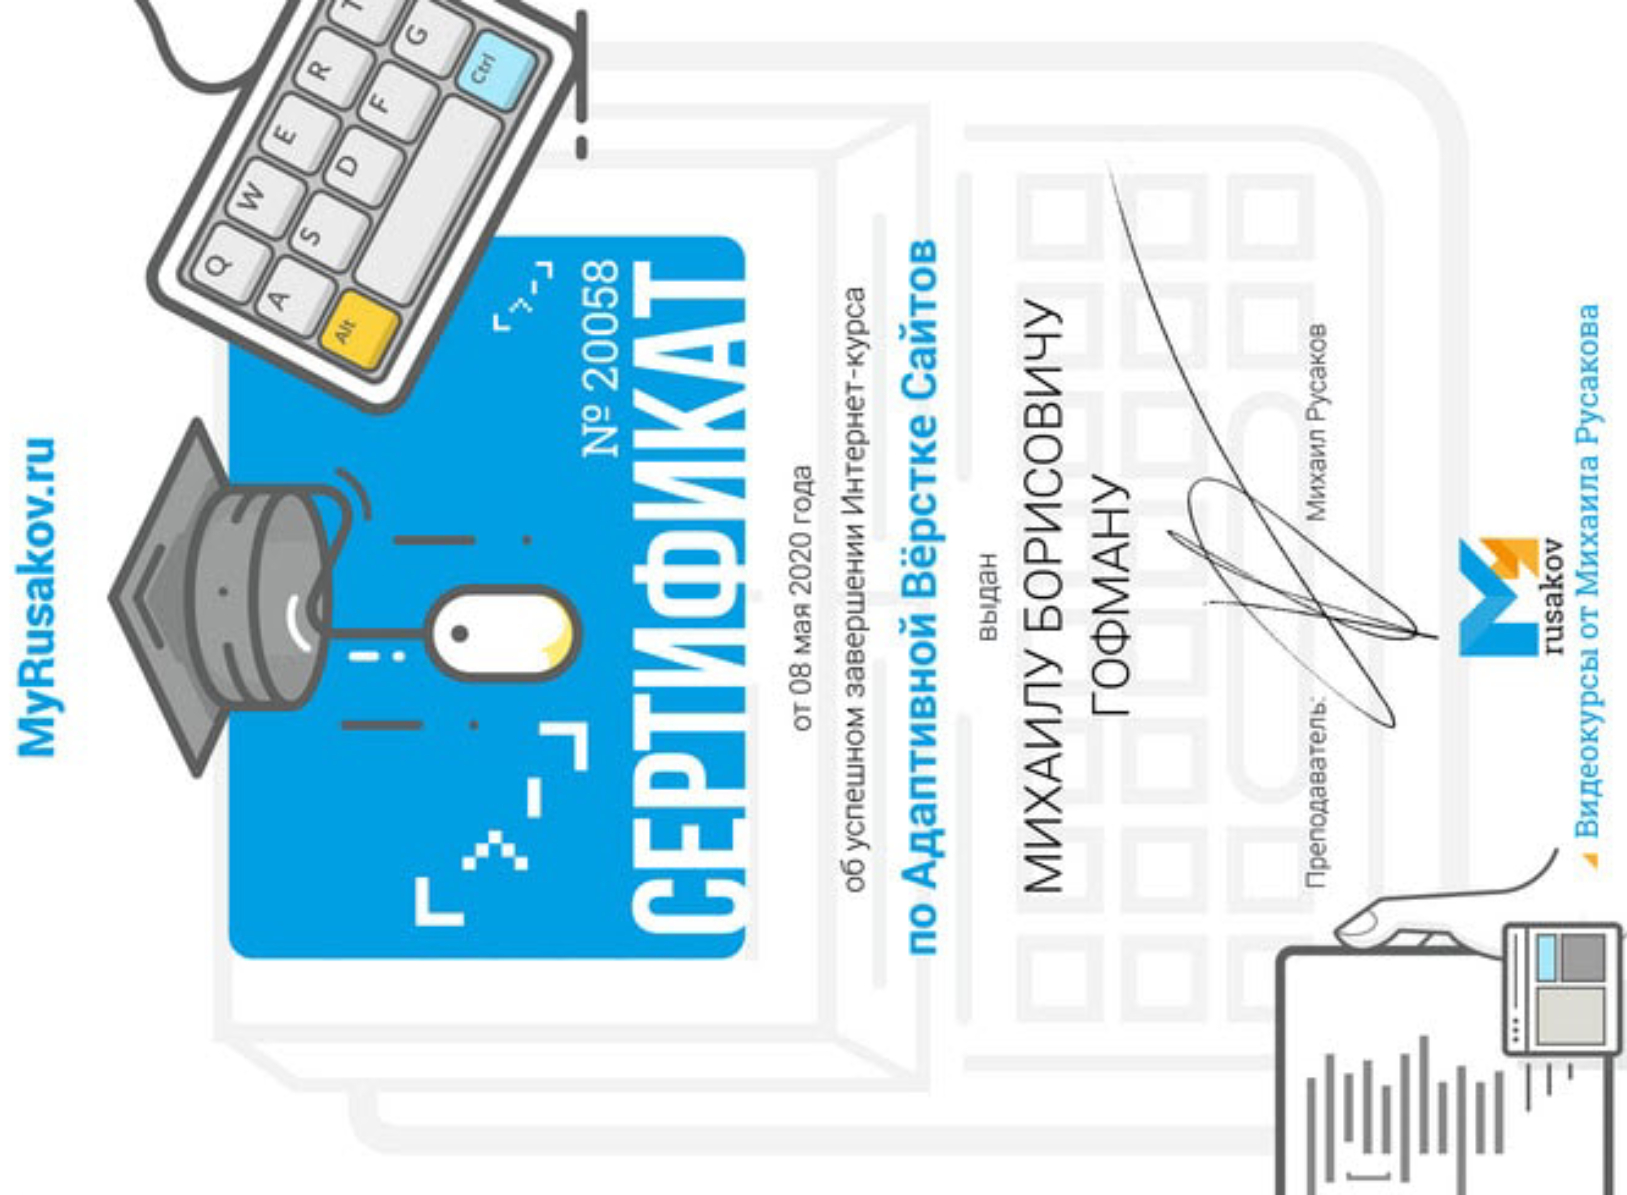 MyRusakov.ru
Q W E R T
A S D F G
Alt Ctrl
№ 20058
СЕРТИФИКАТ
от 08 мая 2020 года
об успешном завершении Интернет-курса
по Адаптивной Вёрстке Сайтов
выдан
МИХАИЛУ БОРИСОВИЧУ
ГОФМАНУ
Преподаватель: Михаил Русаков
rusakov
Видеокурсы от Михаила Русакова